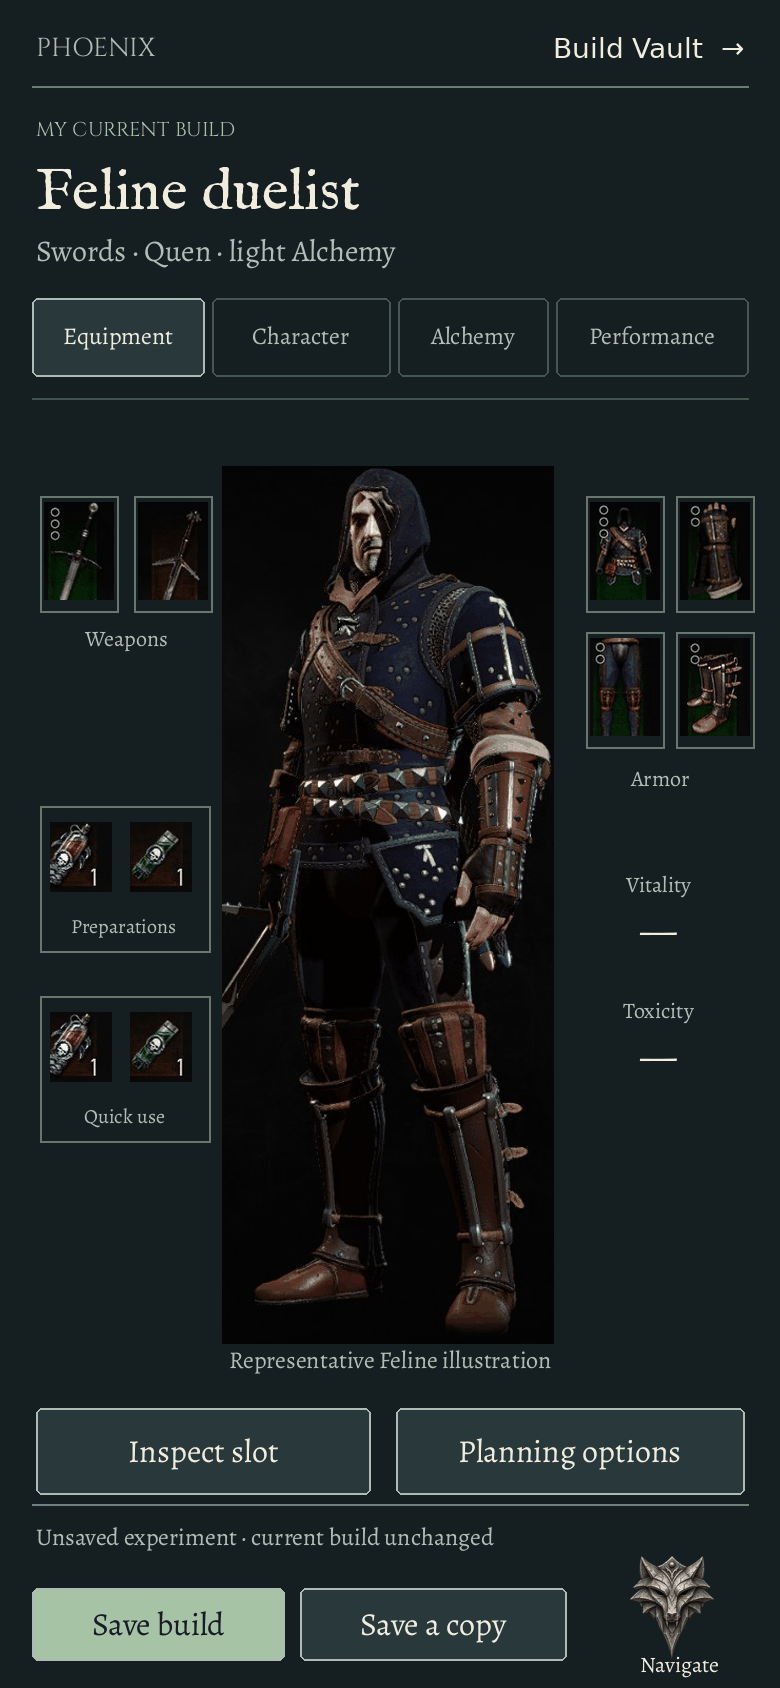 PHOENIX
Build Vault →
MY CURRENT BUILD
Feline duelist
Swords · Quen · light Alchemy
Equipment
Character
Alchemy
Performance
Weapons
Armor
1
1
Preparations
Vitality
—
1
1
Quick use
Toxicity
—
Representative Feline illustration
Inspect slot
Planning options
Unsaved experiment · current build unchanged
Save build
Save a copy
Navigate